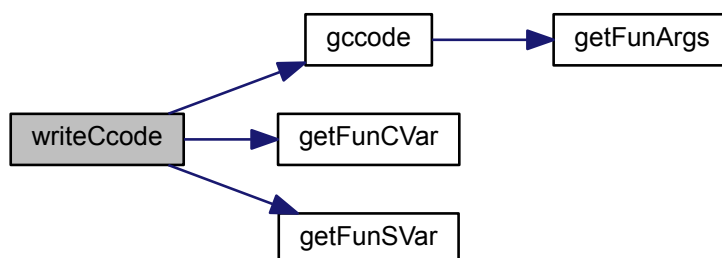 gccode
getFunArgs
writeCcode
getFunCVar
getFunSVar